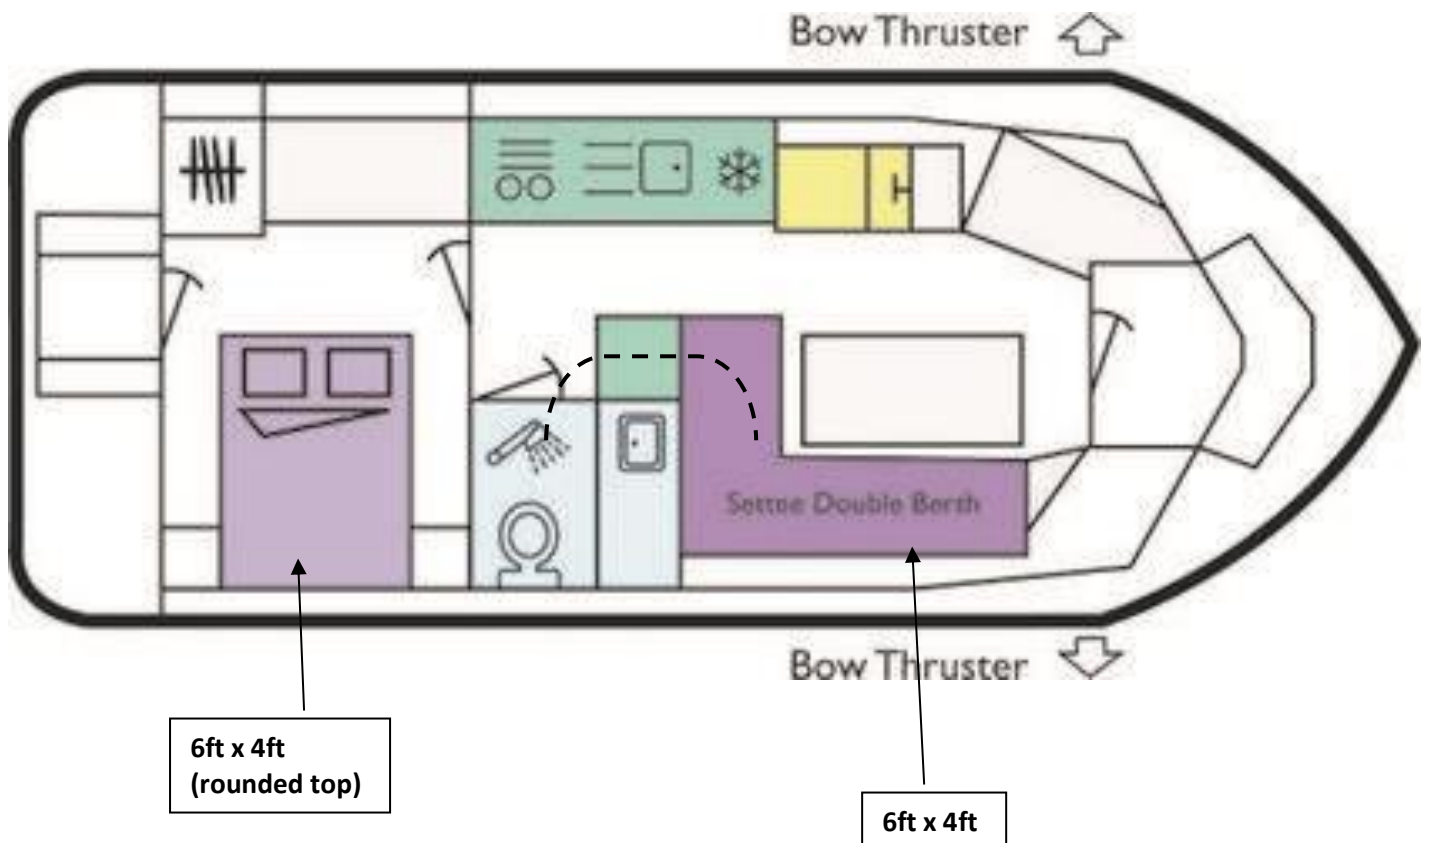 Bow Thruster
Settee Double Berth
Bow Thruster
6ft x 4ft
(rounded top)
6ft x 4ft